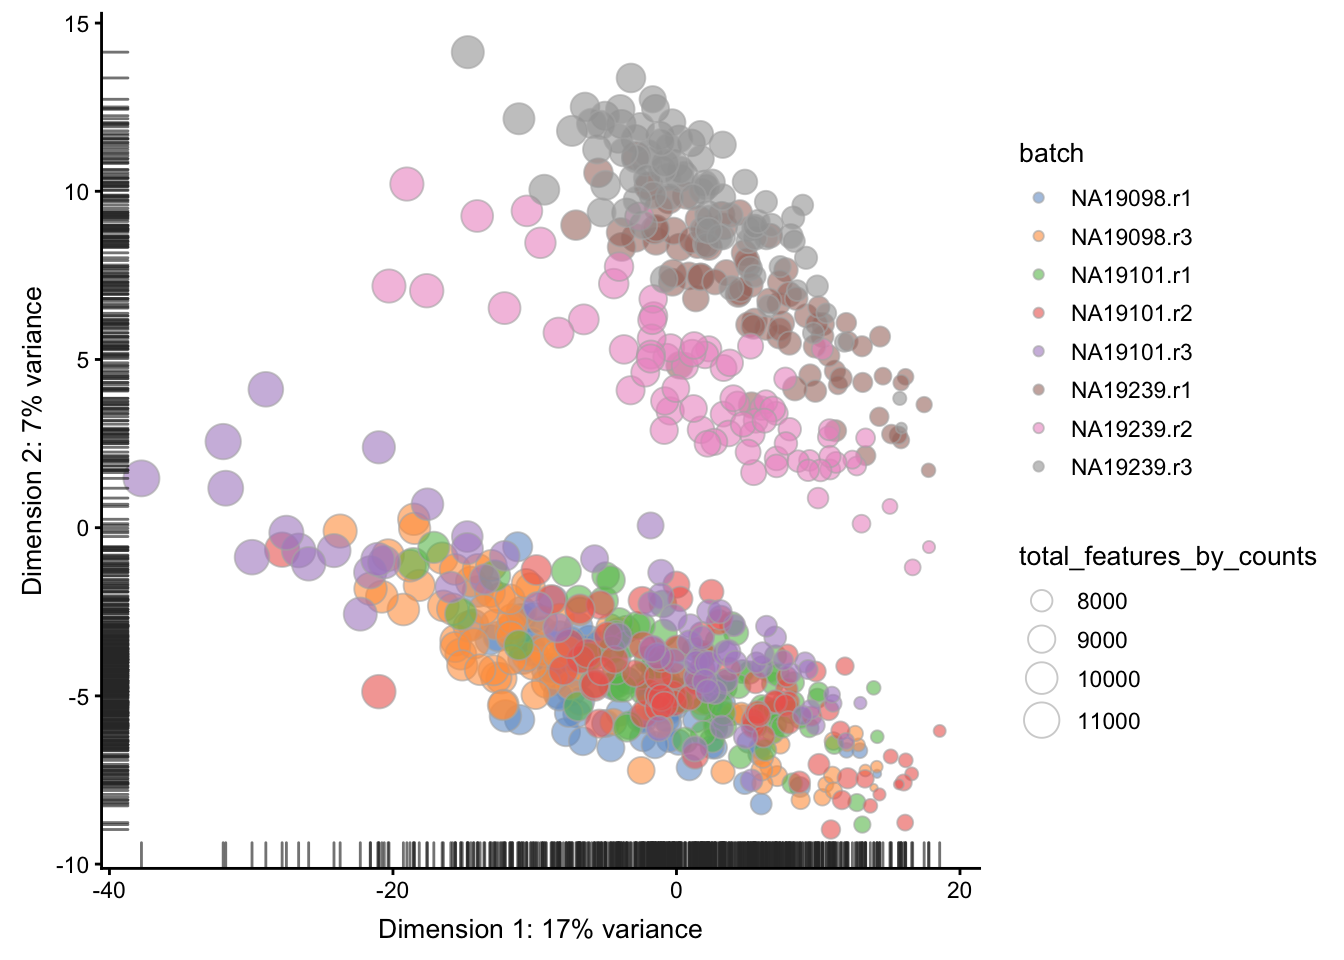 15
10
5
0
-5
-10
-40
-20
0
20
Dimension 2: 7% variance
Dimension 1: 17% variance
batch
NA19098.r1
NA19098.r3
NA19101.r1
NA19101.r2
NA19101.r3
NA19239.r1
NA19239.r2
NA19239.r3
total_features_by_counts
8000
9000
10000
11000